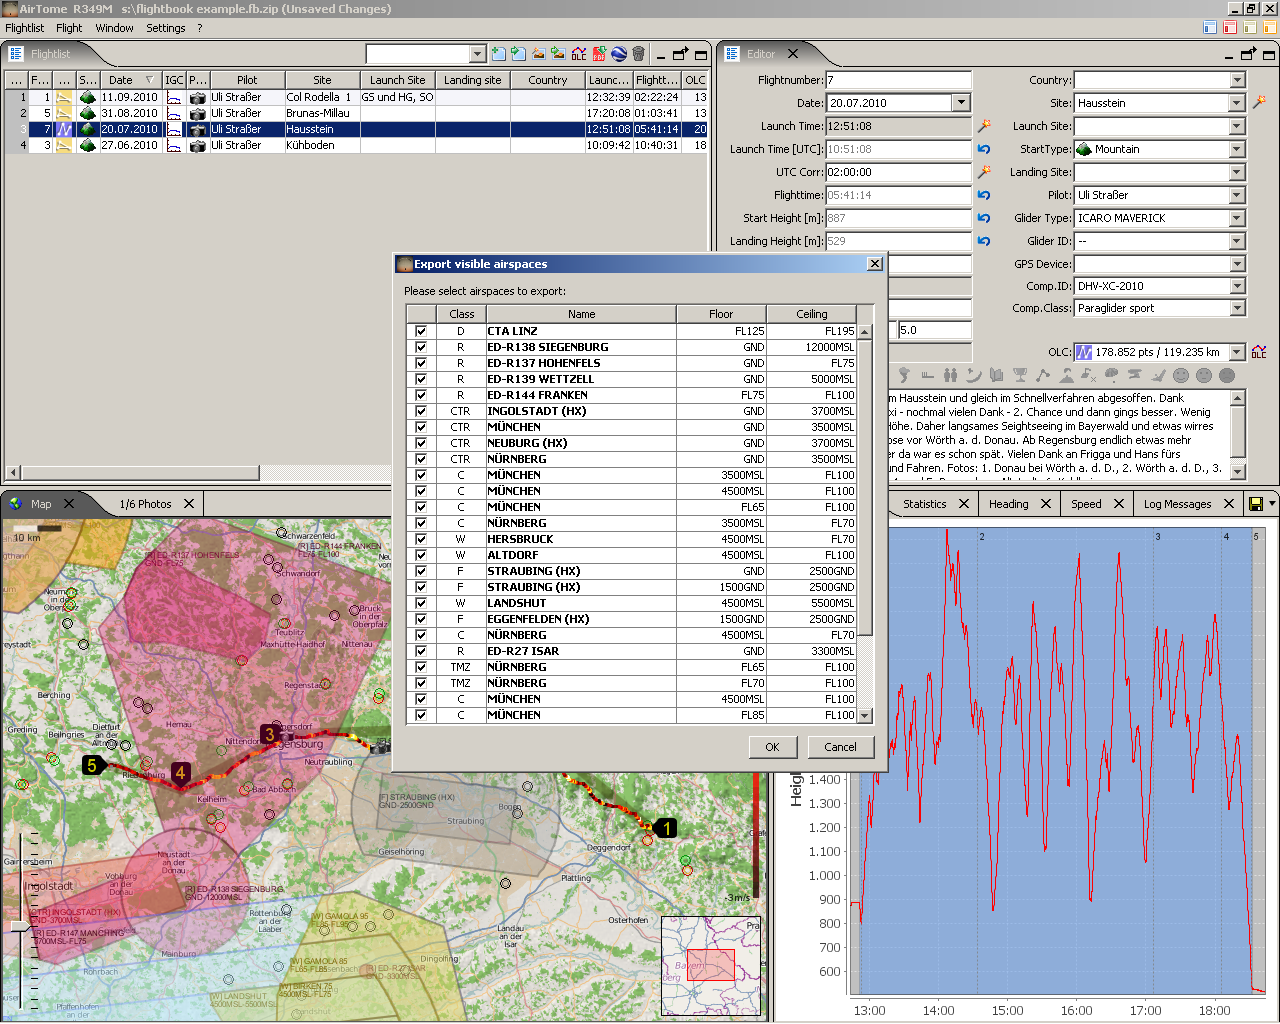 AirTome R349M s:\flightbook example.fb.zip (Unsaved Changes)
Flightlist Flight Window Settings ?
Flightlist
... F... ... S... Date IGC P... Pilot Site Launch Site Landing site Country Launc... Flightt... OLC
1 1 11.09.2010 Uli Straßer Col Rodella 1 GS und HG, SO 12:32:39 02:22:24 13
2 5 31.08.2010 Uli Straßer Brunas-Millau 17:20:08 01:03:41 13
3 7 20.07.2010 Uli Straßer Hausstein 12:51:08 05:41:14 20
4 3 27.06.2010 Uli Straßer Kühboden 10:09:42 10:40:31 18
Editor
Flightnumber: 7 Country:
Date: 20.07.2010 Site: Hausstein
Launch Time: 12:51:08 Launch Site:
Launch Time [UTC]: 10:51:08 StartType: Mountain
UTC Corr: 02:00:00 Landing Site:
Flighttime: 05:41:14 Pilot: Uli Straßer
Start Height [m]: 887 Glider Type: ICARO MAVERICK
Landing Height [m]: 529 Glider ID: --
GPS Device:
Comp.ID: DHV-XC-2010
Comp.Class: Paraglider sport
5.0
OLC: 178.852 pts / 119.235 km OLC
m Hausstein und gleich im Schnellverfahren abgesoffen. Dank
xi - nochmal vielen Dank - 2. Chance und dann gings besser. Wenig
Höhe. Daher langsames Seightseeing im Bayerwald und etwas wirres
ose vor Wörth a. d. Donau. Ab Regensburg endlich etwas mehr
er da war es schon spät. Vielen Dank an Frigga und Hans fürs
und Fahren. Fotos: 1. Donau bei Wörth a. d. D., 2. Wörth a. d. D., 3.
Export visible airspaces
Please select airspaces to export:
Class Name Floor Ceiling
D CTA LINZ FL125 FL195
R ED-R138 SIEGENBURG GND 12000MSL
R ED-R137 HOHENFELS GND FL75
R ED-R139 WETTZELL GND 5000MSL
R ED-R144 FRANKEN FL75 FL100
CTR INGOLSTADT (HX) GND 3700MSL
CTR MÜNCHEN GND 3500MSL
CTR NEUBURG (HX) GND 3700MSL
CTR NÜRNBERG GND 3500MSL
C MÜNCHEN 3500MSL FL100
C MÜNCHEN 4500MSL FL100
C MÜNCHEN FL65 FL100
C NÜRNBERG 3500MSL FL70
W HERSBRUCK 4500MSL FL70
W ALTDORF 4500MSL FL100
F STRAUBING (HX) GND 2500GND
F STRAUBING (HX) 1500GND 2500GND
W LANDSHUT 4500MSL 5500MSL
F EGGENFELDEN (HX) 1500GND 2500GND
C NÜRNBERG 4500MSL FL70
R ED-R27 ISAR GND 3300MSL
TMZ NÜRNBERG FL65 FL100
TMZ NÜRNBERG FL70 FL100
C MÜNCHEN 4500MSL FL100
C MÜNCHEN FL85 FL100
OK Cancel
Map 1/6 Photos
10 km
Schwarzenfeld
[R] ED-R137 HOHENFELS
GND-FL75
[R] ED-R144 FRANKEN
FL75 FL100
Schwandorf
Neumarkt
in der
Oberpfalz
Bruck in
der
Oberpfalz
Teublitz
Maxhütte-Haidhof
Nittenau
Regenstauf
Berching
Hemau
Greding
Beilngries
Dietfurt
an der
Nittendorf
Neutraubling
3
5
4
Kelheim
Bad Abbach
[F] STRAUBING (HX)
GND-2500GND
Straubing
Bogen
1
Deggendorf
Geiselhöring
Plattling
Gaimersheim
Ingolstadt
Neustadt
an der
Donau
Vohburg
an der
Donau
[R] ED-R138 SIEGENBURG
GND-12000MSL
[CTR] INGOLSTADT (HX)
GND-3700MSL
[R] ED-R147 MANCHING
3700MSL-FL75
Rottenburg
an der
Laaber
[W] GAMOLA 95
FL85-FL95
Landau
an der
Isar
Osterhofen
Mainburg
Rohrbach
[W] GAMOLA 85
FL65-FL85
[R] ED-R27 ISAR
GND-3300MSL
Dingolfing
[W] BIRKEN 75
4500MSL-FL75
[W] LANDSHUT
4500MSL-5500MSL
Pfaffenhofen
-3m/s
Bayern
Statistics Heading Speed Log Messages
2 3 4 5
1.400
1.300
1.200
1.100
1.000
900
800
700
600
13:00 14:00 15:00 16:00 17:00 18:00